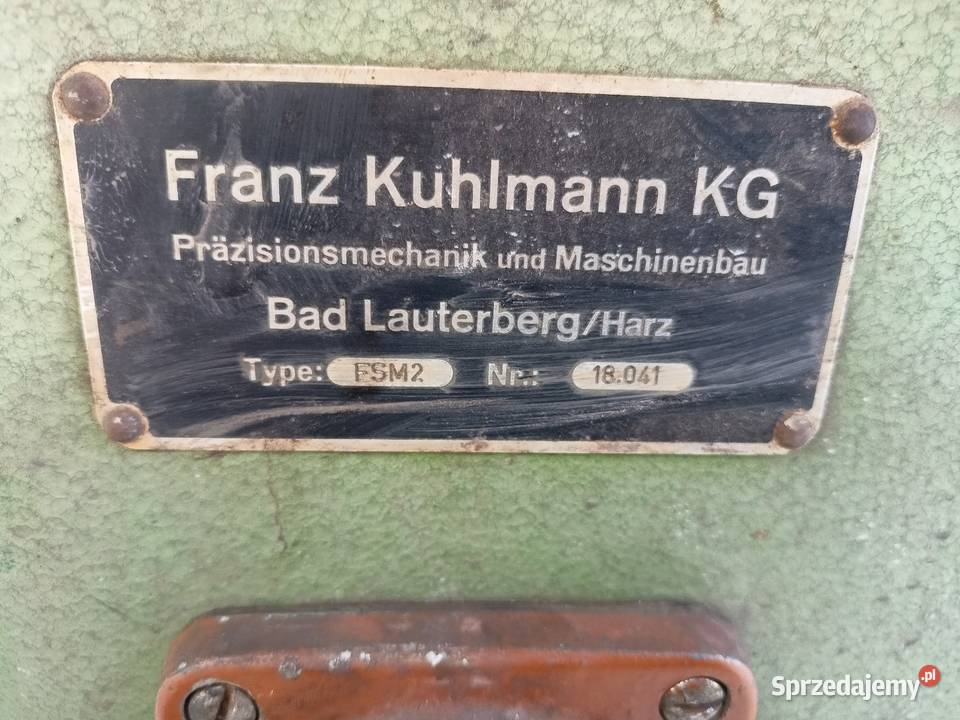 Franz Kuhlmann KG
Präzisionsmechanik und Maschinenbau
Bad Lauterberg/Harz
Type: FSM2 Nr.: 18.041
Sprzedajemy.pl